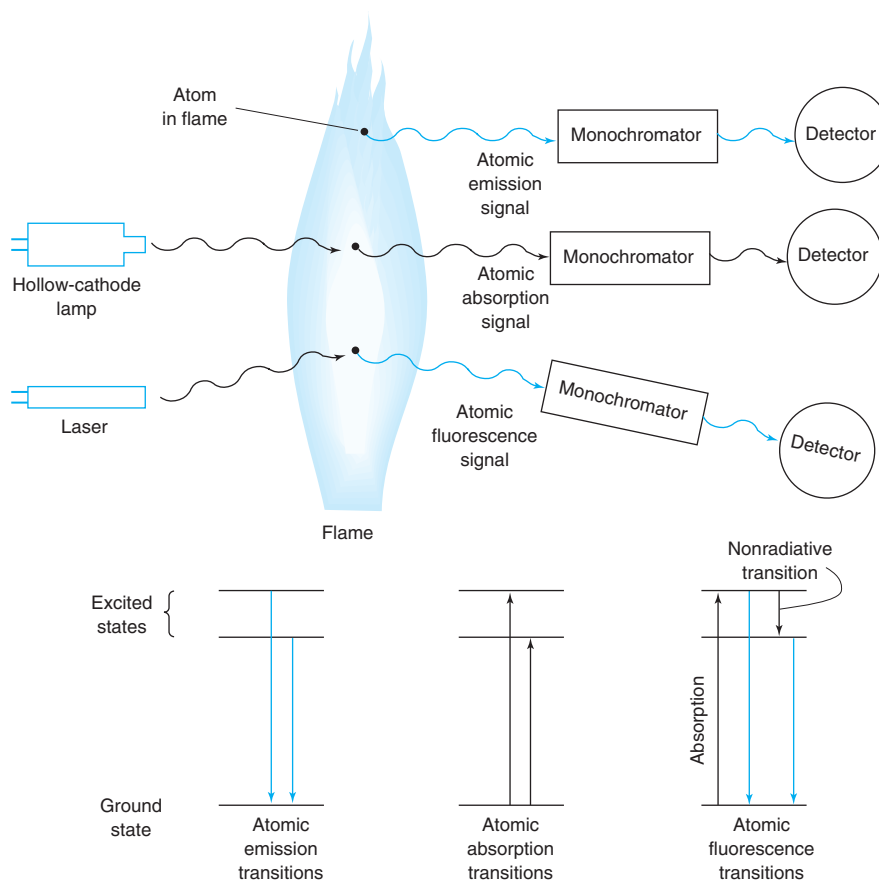 Atom
in flame
Monochromator
Detector
Atomic
emission
signal
Hollow-cathode
lamp
Monochromator
Detector
Atomic
absorption
signal
Laser
Monochromator
Detector
Atomic
fluorescence
signal
Flame
Nonradiative
transition
Excited
states
Absorption
Ground
state
Atomic
emission
transitions
Atomic
absorption
transitions
Atomic
fluorescence
transitions